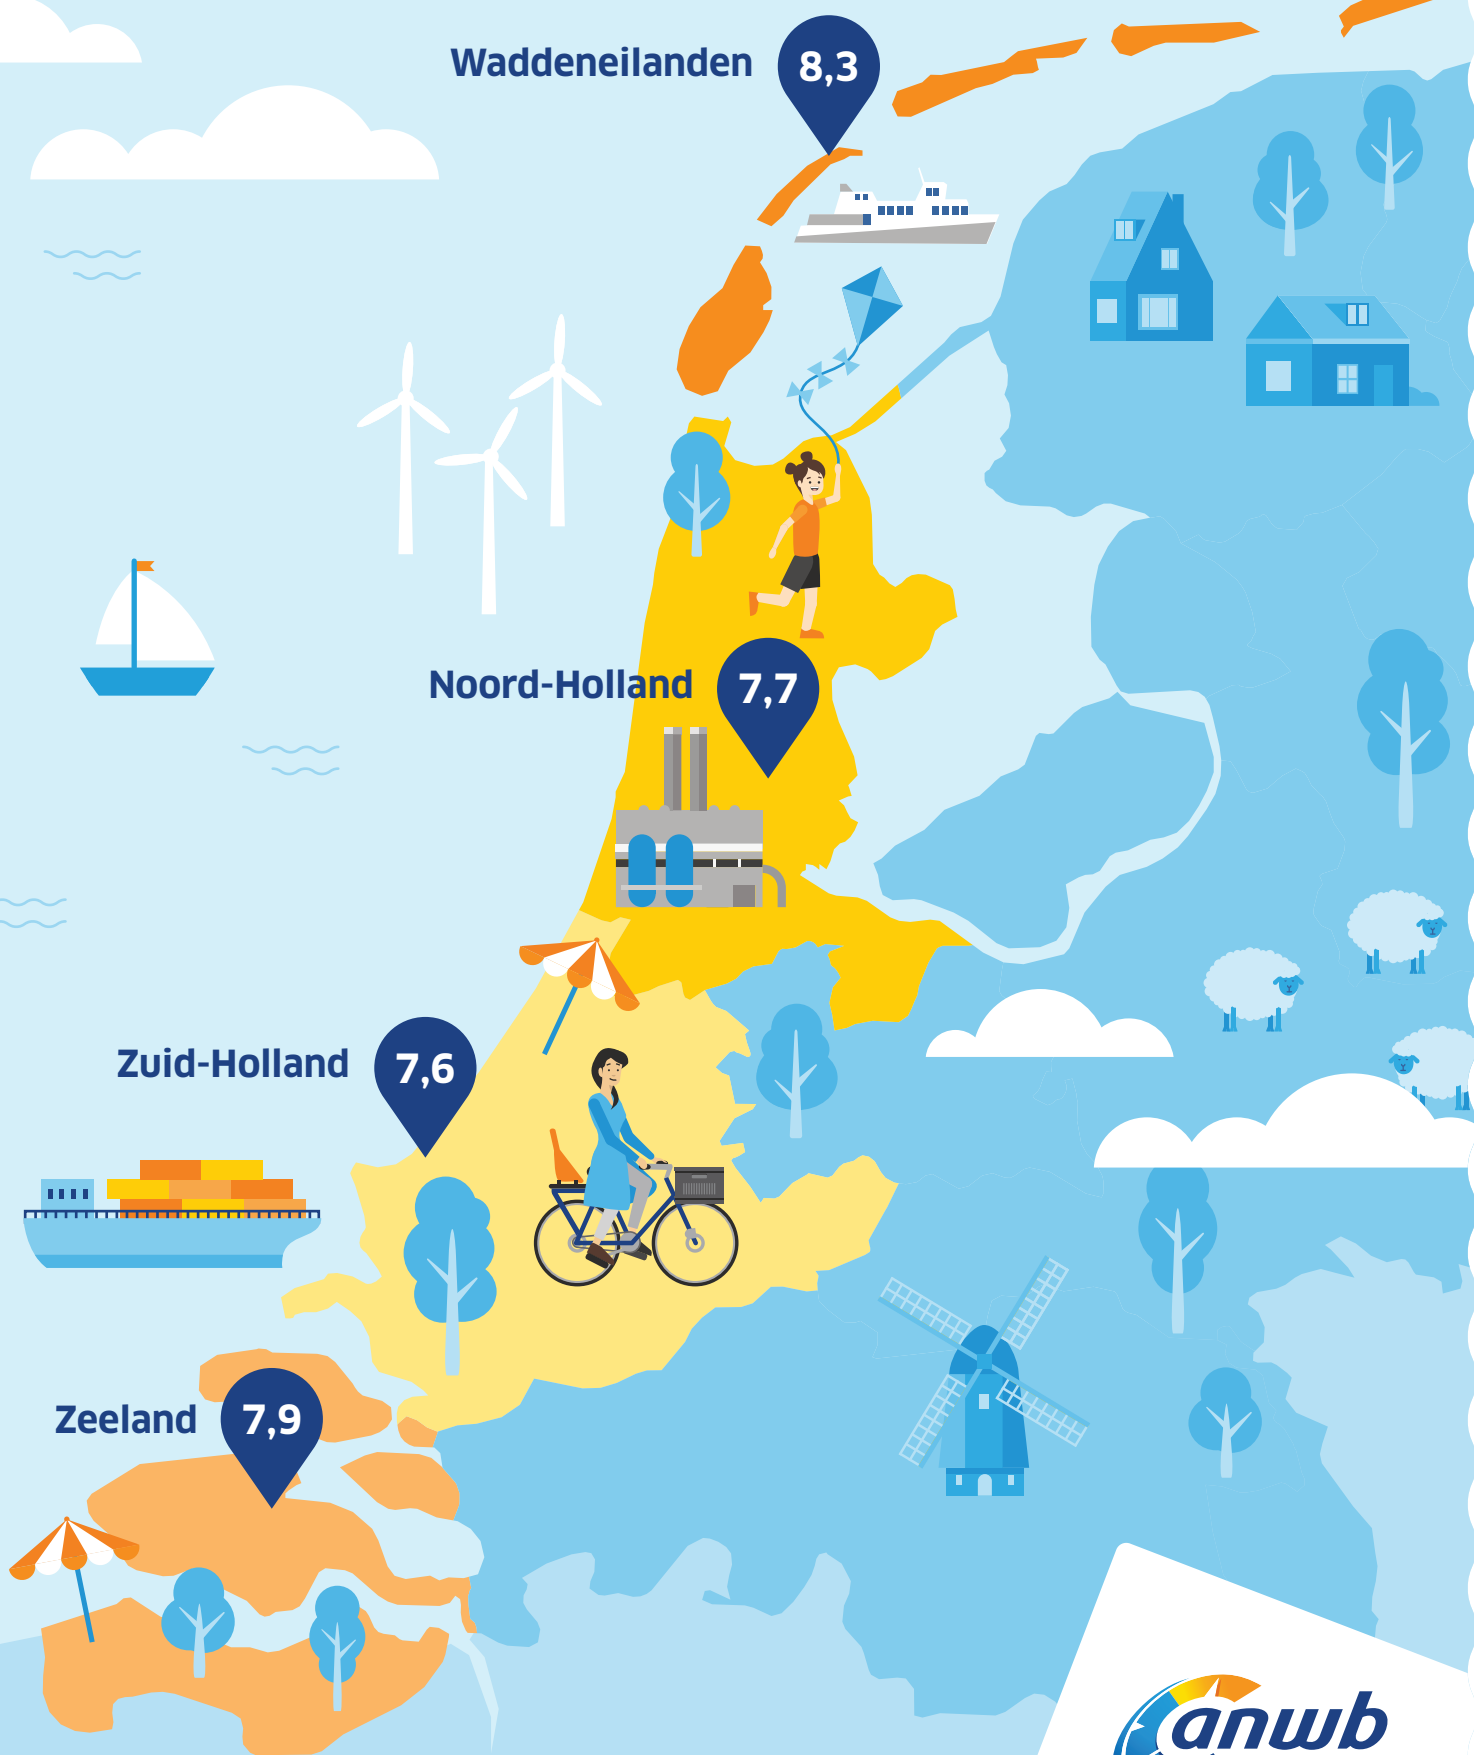 Waddeneilanden 8,3
Noord-Holland 7,7
Zuid-Holland 7,6
Zeeland 7,9
anwb